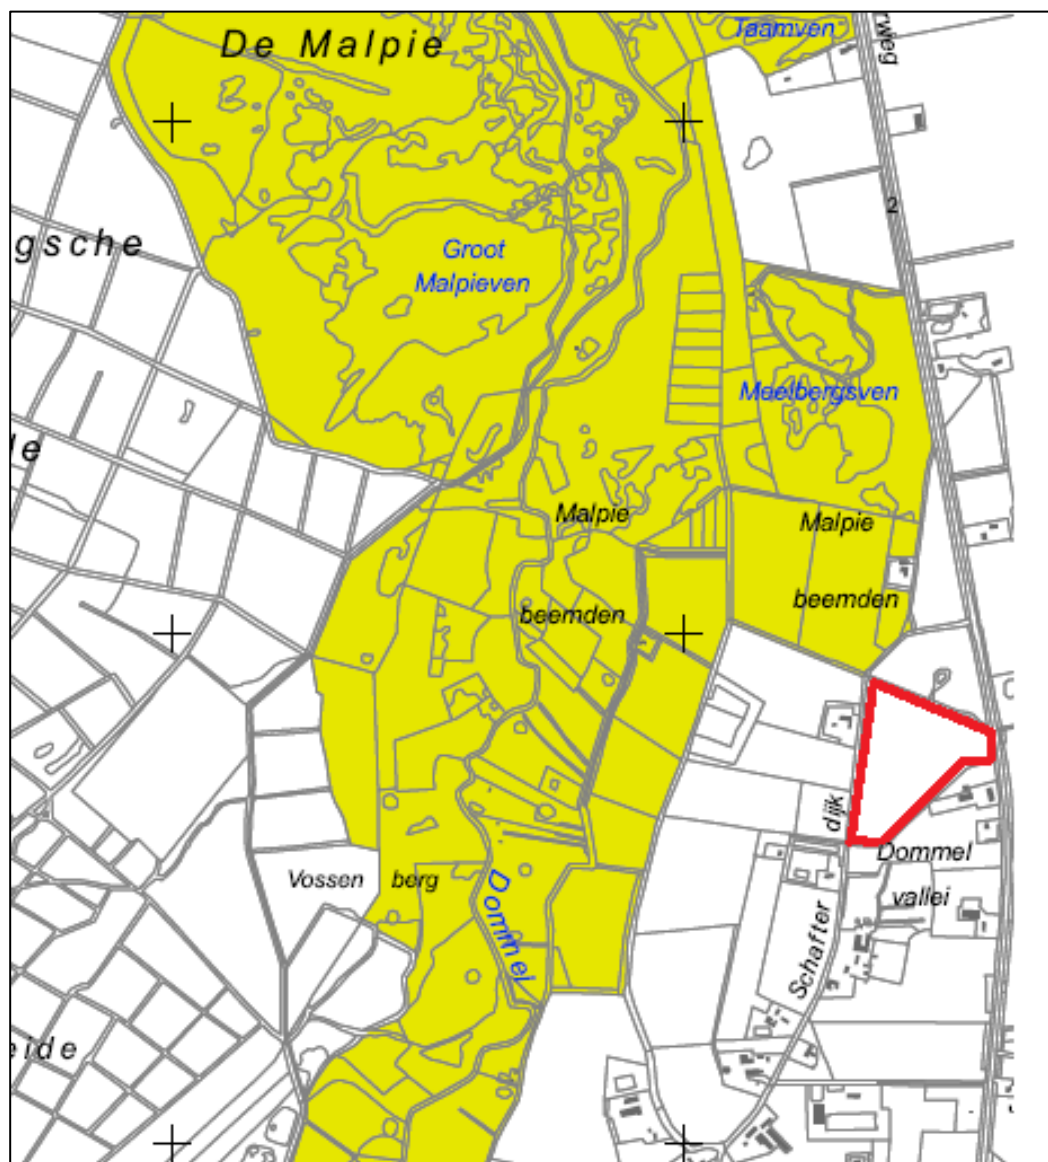 De Malpie
Taamven
rweg
2
gsche
Groot
Malpieven
Meelbergsven
de
Malpie
Malpie
beemden
beemden
dijk
Dommel
vallei
Vossen berg
Dommel
Schafter
eide